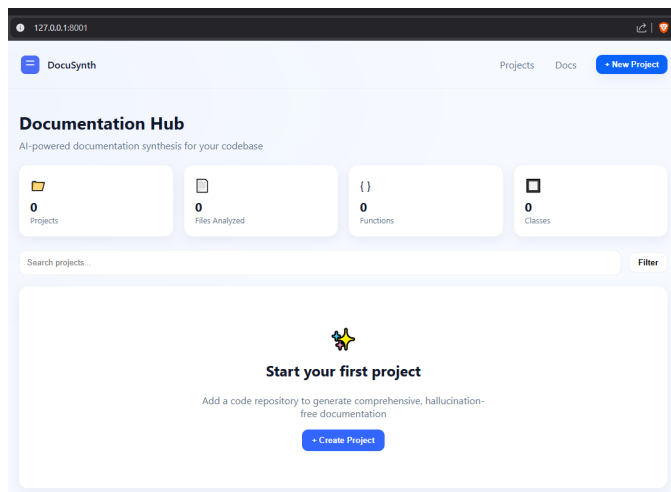 127.0.0.1:8001
DocuSynth
Projects Docs + New Project
Documentation Hub
AI-powered documentation synthesis for your codebase
{ }
0 0 0 0
Projects Files Analyzed Functions Classes
Search projects... Filter
Start your first project
Add a code repository to generate comprehensive, hallucination-
free documentation
+ Create Project